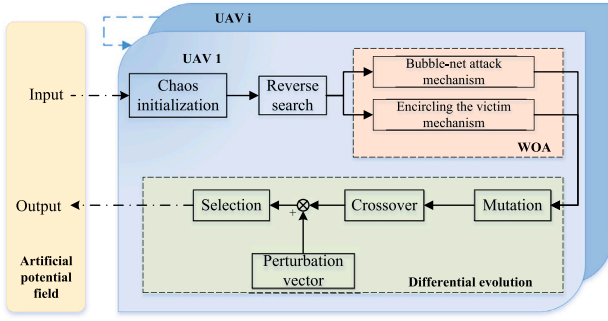 UAV i
UAV 1
Input
Chaos
initialization
Reverse
search
Bubble-net attack
mechanism
Encircling the victim
mechanism
WOA
Output
Selection
+
Crossover
Mutation
Perturbation
vector
Differential evolution
Artificial
potential
field